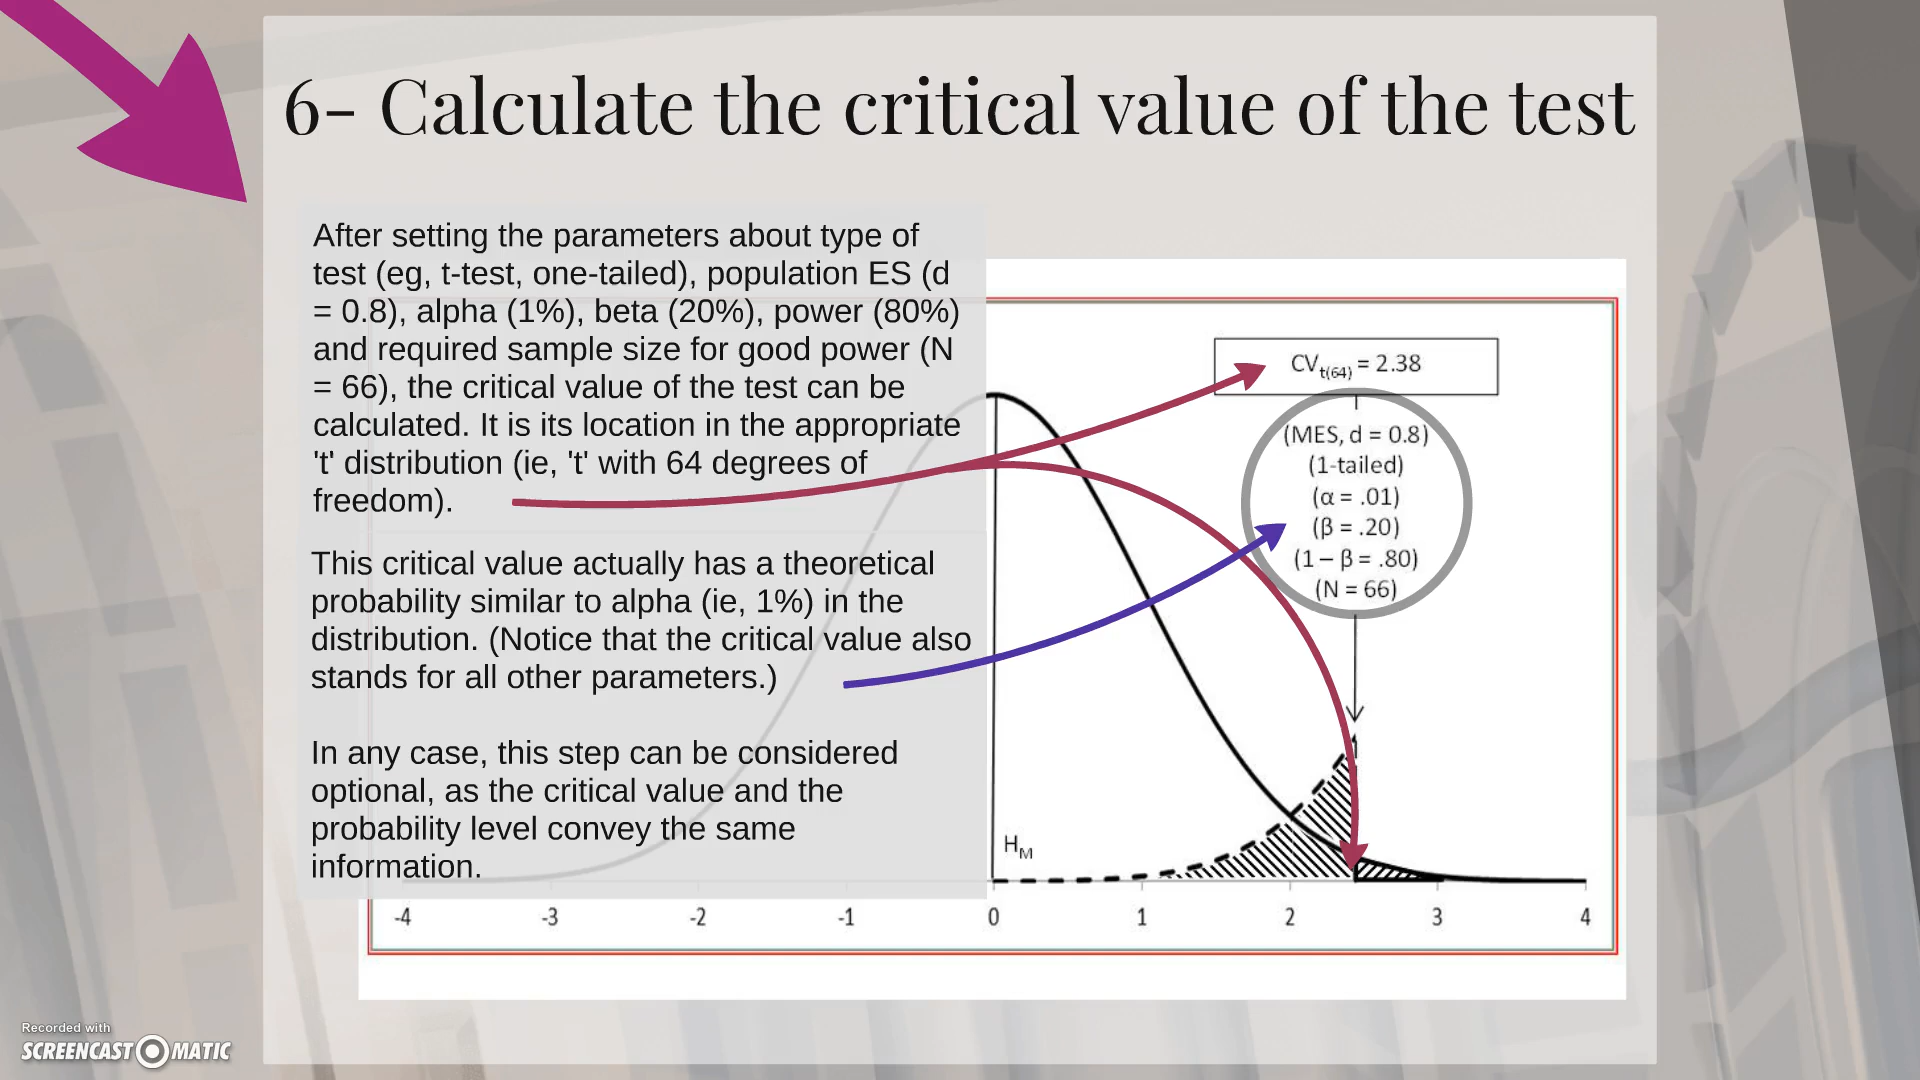 6- Calculate the critical value of the test
After setting the parameters about type of
test (eg, t-test, one-tailed), population ES (d
= 0.8), alpha (1%), beta (20%), power (80%)
and required sample size for good power (N
= 66), the critical value of the test can be
calculated. It is its location in the appropriate
't' distribution (ie, 't' with 64 degrees of
freedom).
This critical value actually has a theoretical
probability similar to alpha (ie, 1%) in the
distribution. (Notice that the critical value also
stands for all other parameters.)
In any case, this step can be considered
optional, as the critical value and the
probability level convey the same
information.
CVt(64) = 2.38
(MES, d = 0.8)
(1-tailed)
(α = .01)
(β = .20)
(1 – β = .80)
(N = 66)
HM
-4 -3 -2 -1 0 1 2 3 4
Recorded with
SCREENCAST MATIC